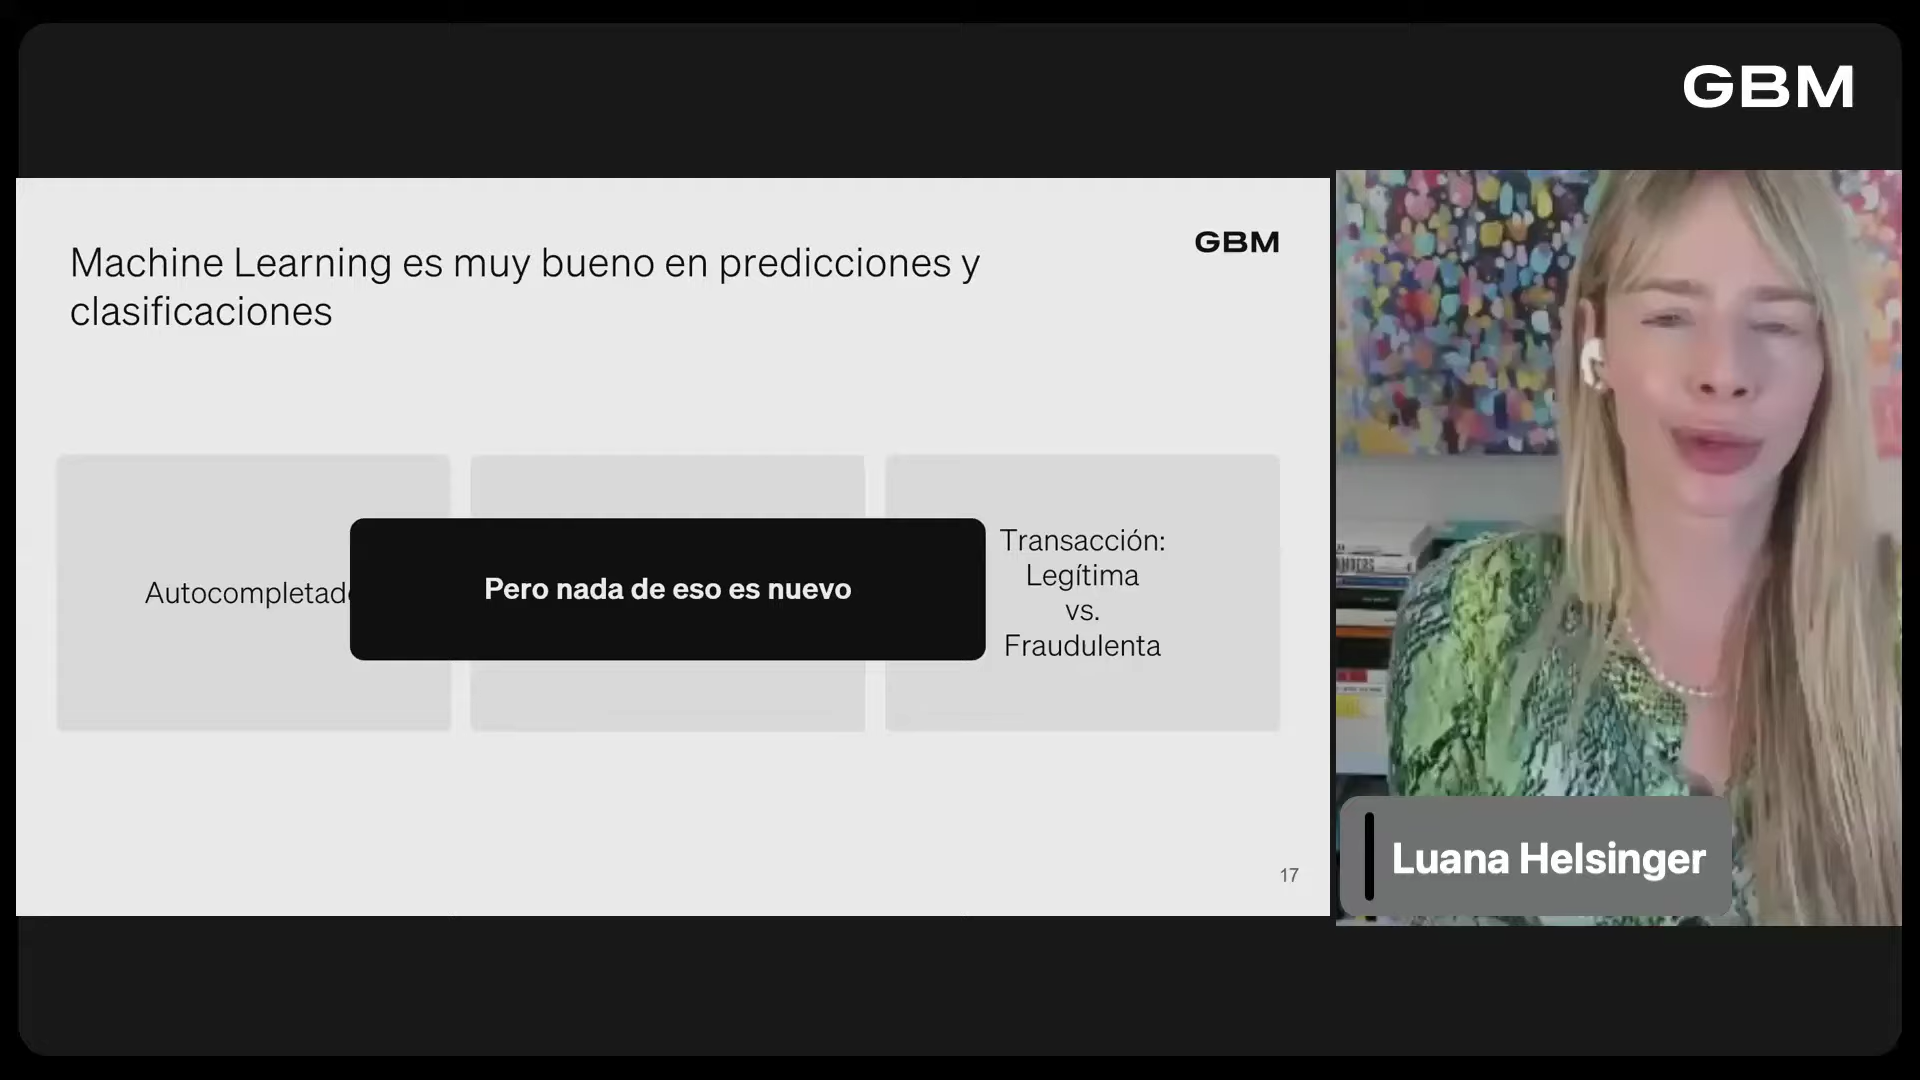 GBM
Machine Learning es muy bueno en predicciones y
clasificaciones
GBM
Autocompletad
Pero nada de eso es nuevo
Transacción:
Legítima
vs.
Fraudulenta
17
Luana Helsinger